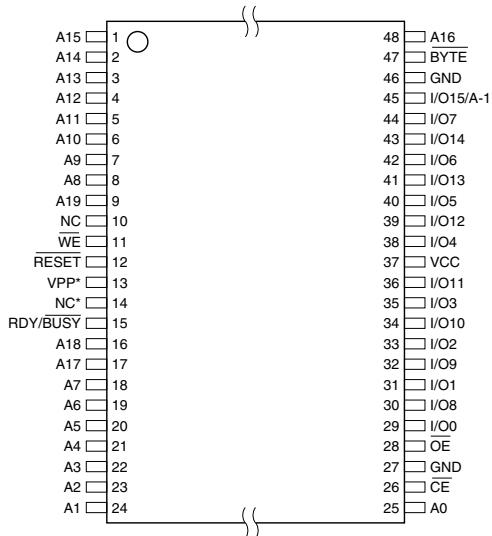 A15 1 48 A16
A14 2 47 BYTE
A13 3 46 GND
A12 4 45 I/O15/A-1
A11 5 44 I/O7
A10 6 43 I/O14
A9 7 42 I/O6
A8 8 41 I/O13
A19 9 40 I/O5
NC 10 39 I/O12
WE 11 38 I/O4
RESET 12 37 VCC
VPP* 13 36 I/O11
NC* 14 35 I/O3
RDY/BUSY 15 34 I/O10
A18 16 33 I/O2
A17 17 32 I/O9
A7 18 31 I/O1
A6 19 30 I/O8
A5 20 29 I/O0
A4 21 28 OE
A3 22 27 GND
A2 23 26 CE
A1 24 25 A0